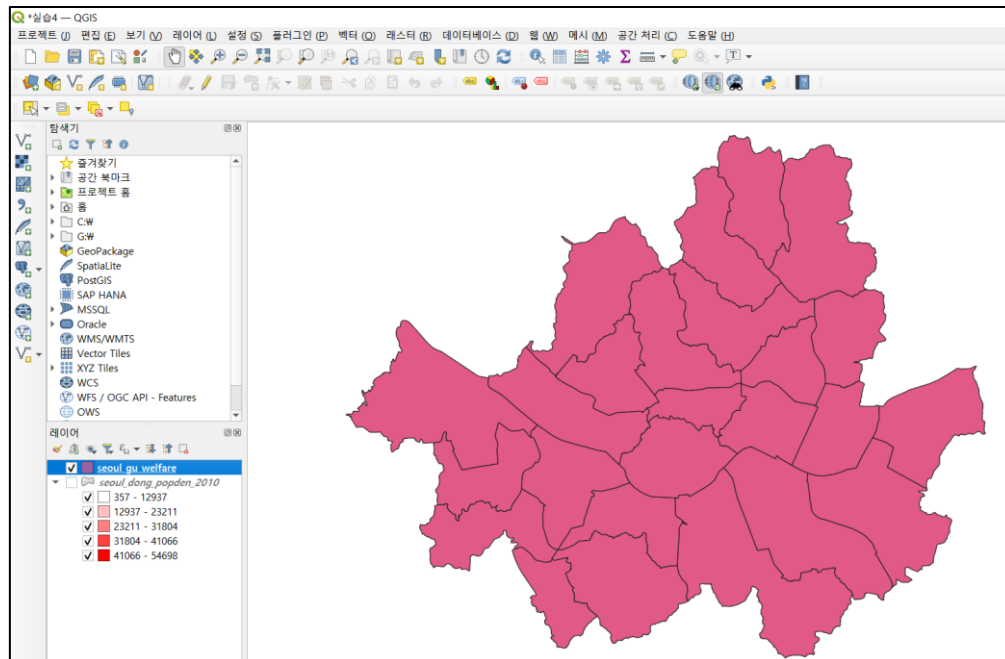 *실습4 — QGIS
프로젝트 (J) 편집 (E) 보기 (V) 레이어 (L) 설정 (S) 플러그인 (P) 벡터 (O) 래스터 (R) 데이터베이스 (D) 웹 (W) 메시 (M) 공간 처리 (C) 도움말 (H)
탐색기
즐겨찾기
공간 북마크
프로젝트 홈
홈
C:₩
G:₩
GeoPackage
SpatiaLite
PostGIS
SAP HANA
MSSQL
Oracle
WMS/WMTS
Vector Tiles
XYZ Tiles
WCS
WFS / OGC API - Features
OWS
레이어
seoul_gu_welfare
seoul_dong_popden_2010
357 - 12937
12937 - 23211
23211 - 31804
31804 - 41066
41066 - 54698